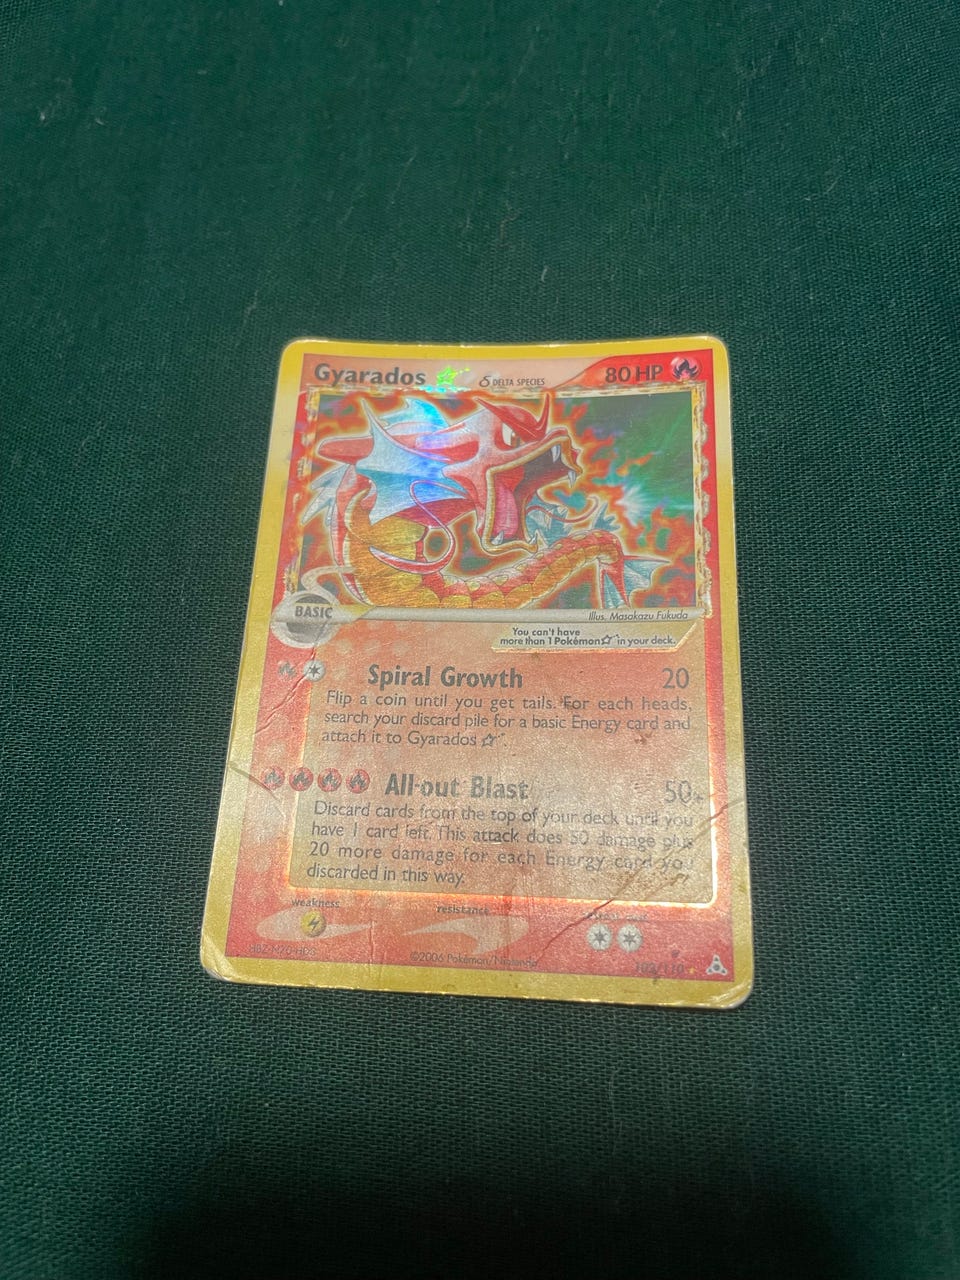 Gyarados ☆ δ DELTA SPECIES 80 HP
BASIC
Illus. Masakazu Fukuda
You can't have
more than 1 Pokémon ☆ in your deck.
Spiral Growth 20
Flip a coin until you get tails. For each heads,
search your discard pile for a basic Energy card and
attach it to Gyarados ☆.
All-out Blast 50+
Discard cards from the top of your deck until you
have 1 card left. This attack does 50 damage plus
20 more damage for each Energy card you
discarded in this way.
weakness resistance retreat cost
©2006 Pokémon/Nintendo
102/110